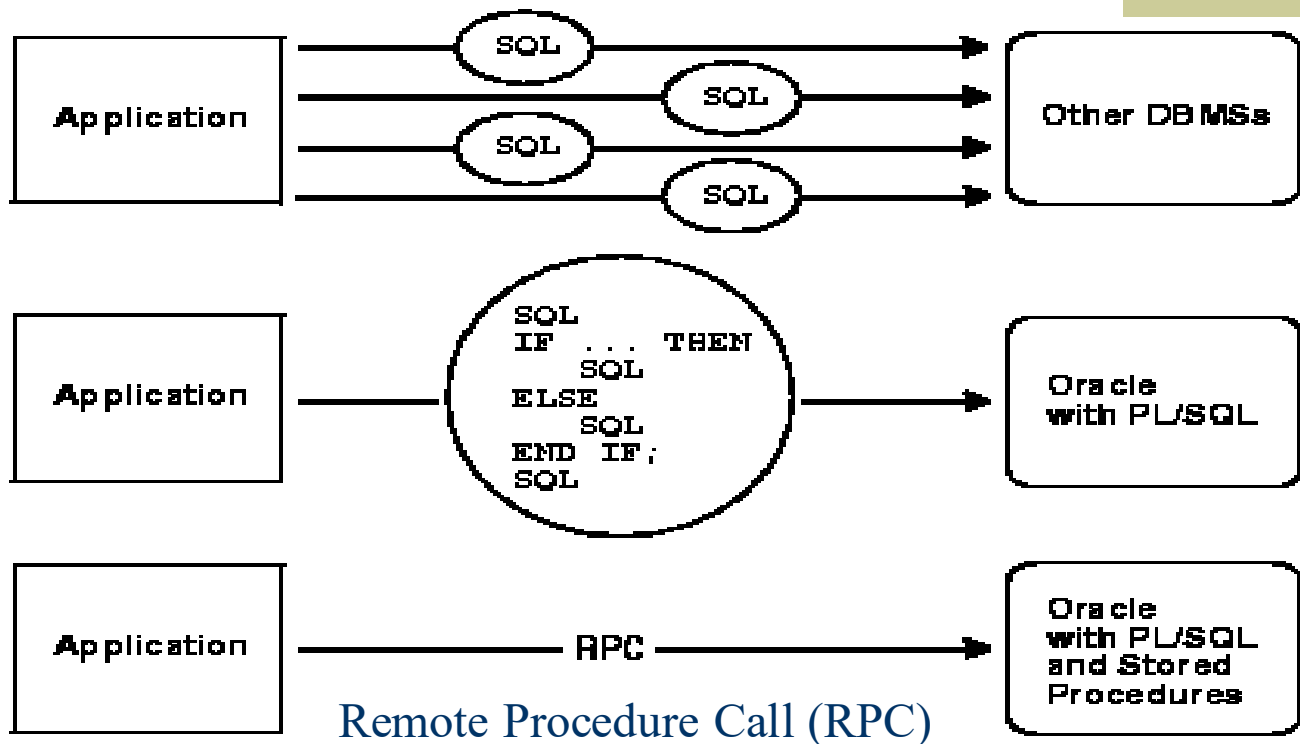 SQL
SQL
Application
Other DBMSs
SQL
SQL
SQL
IF ... THEN
SQL
Application
ELSE
Oracle
with PL/SQL
SQL
END IF;
SQL
Application
RPC
Oracle
with PL/SQL
and Stored
Procedures
Remote Procedure Call (RPC)